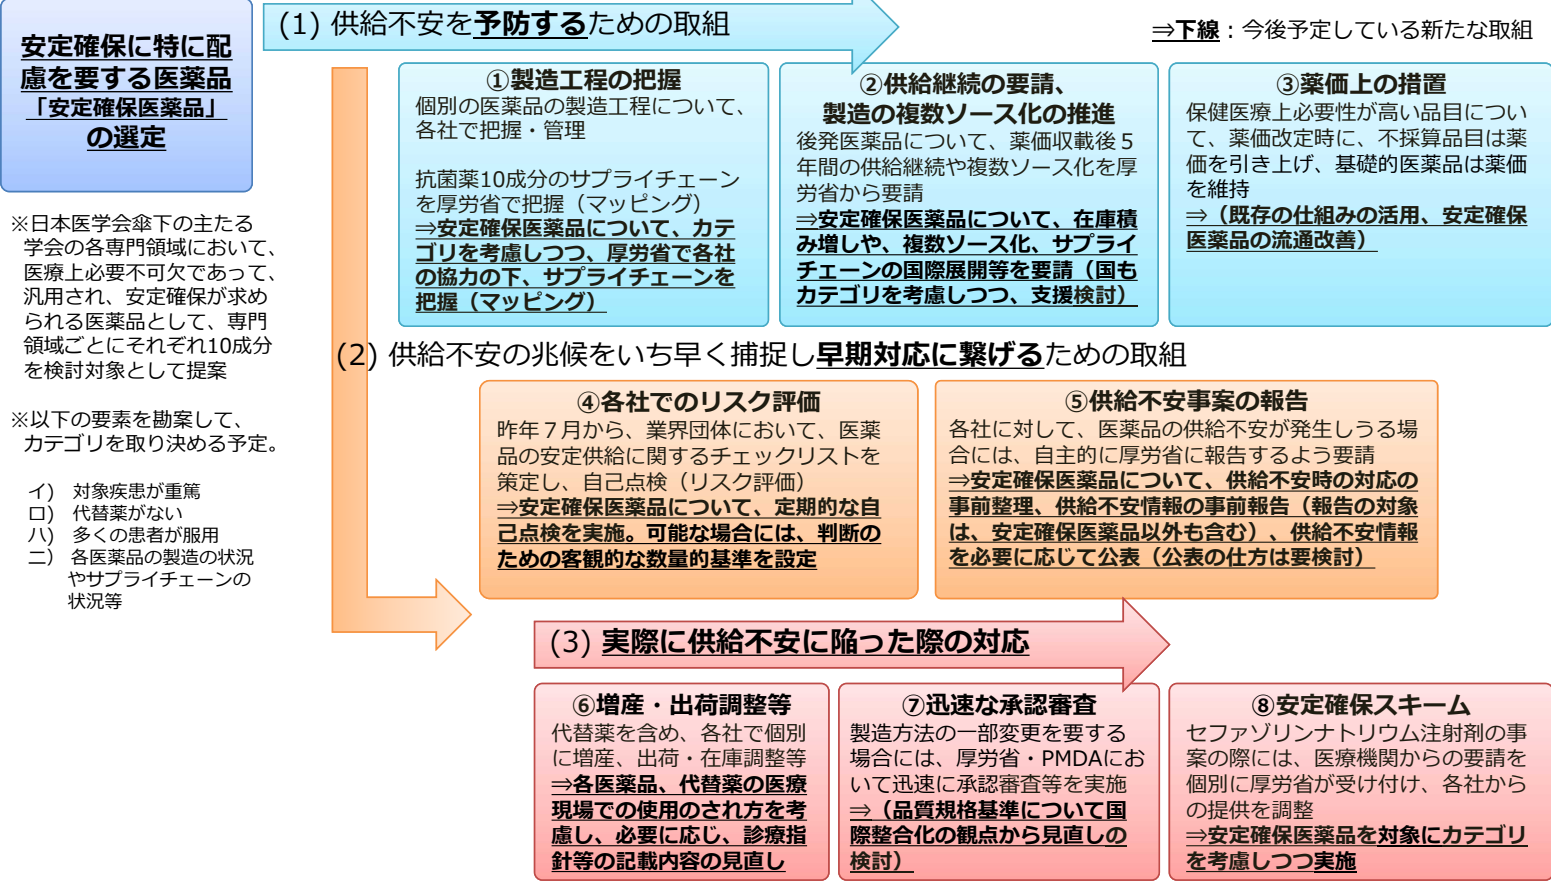 安定確保に特に配
慮を要する医薬品
「安定確保医薬品」
の選定
※日本医学会傘下の主たる
学会の各専門領域において、
医療上必要不可欠であって、
汎用され、安定確保が求め
られる医薬品として、専門
領域ごとにそれぞれ10成分
を検討対象として提案
※以下の要素を勘案して、
カテゴリを取り決める予定。
イ) 対象疾患が重篤
ロ) 代替薬がない
ハ) 多くの患者が服用
ニ) 各医薬品の製造の状況
やサプライチェーンの
状況等
(1) 供給不安を予防するための取組
⇒下線：今後予定している新たな取組
①製造工程の把握
個別の医薬品の製造工程について、
各社で把握・管理
抗菌薬10成分のサプライチェーン
を厚労省で把握（マッピング）
⇒安定確保医薬品について、カテ
ゴリを考慮しつつ、厚労省で各社
の協力の下、サプライチェーンを
把握（マッピング）
②供給継続の要請、
製造の複数ソース化の推進
後発医薬品について、薬価収載後５
年間の供給継続や複数ソース化を厚
労省から要請
⇒安定確保医薬品について、在庫積
み増しや、複数ソース化、サプライ
チェーンの国際展開等を要請（国も
カテゴリを考慮しつつ、支援検討）
③薬価上の措置
保健医療上必要性が高い品目につい
て、薬価改定時に、不採算品目は薬
価を引き上げ、基礎的医薬品は薬価
を維持
⇒（既存の仕組みの活用、安定確保
医薬品の流通改善）
(2) 供給不安の兆候をいち早く捕捉し早期対応に繋げるための取組
④各社でのリスク評価
昨年７月から、業界団体において、医薬
品の安定供給に関するチェックリストを
策定し、自己点検（リスク評価）
⇒安定確保医薬品について、定期的な自
己点検を実施。可能な場合には、判断の
ための客観的な数量的基準を設定
⑤供給不安事案の報告
各社に対して、医薬品の供給不安が発生しうる場
合には、自主的に厚労省に報告するよう要請
⇒安定確保医薬品について、供給不安時の対応の
事前整理、供給不安情報の事前報告（報告の対象
は、安定確保医薬品以外も含む）、供給不安情報
を必要に応じて公表（公表の仕方は要検討）
(3) 実際に供給不安に陥った際の対応
⑥増産・出荷調整等
代替薬を含め、各社で個別
に増産、出荷・在庫調整等
⇒各医薬品、代替薬の医療
現場での使用のされ方を考
慮し、必要に応じ、診療指
針等の記載内容の見直し
⑦迅速な承認審査
製造方法の一部変更を要する
場合には、厚労省・PMDAにお
いて迅速に承認審査等を実施
⇒（品質規格基準について国
際整合化の観点から見直しの
検討）
⑧安定確保スキーム
セファゾリンナトリウム注射剤の事
案の際には、医療機関からの要請を
個別に厚労省が受け付け、各社から
の提供を調整
⇒安定確保医薬品を対象にカテゴリ
を考慮しつつ実施